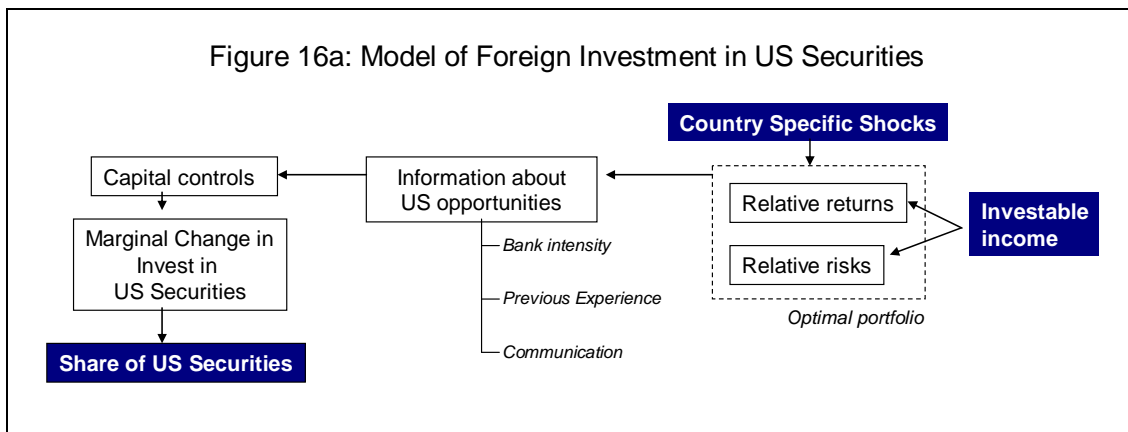 Figure 16a: Model of Foreign Investment in US Securities
Country Specific Shocks
Capital controls
Information about
US opportunities
Relative returns
Investable
income
Marginal Change in
Invest in
US Securities
Bank intensity
Relative risks
Previous Experience
Optimal portfolio
Communication
Share of US Securities